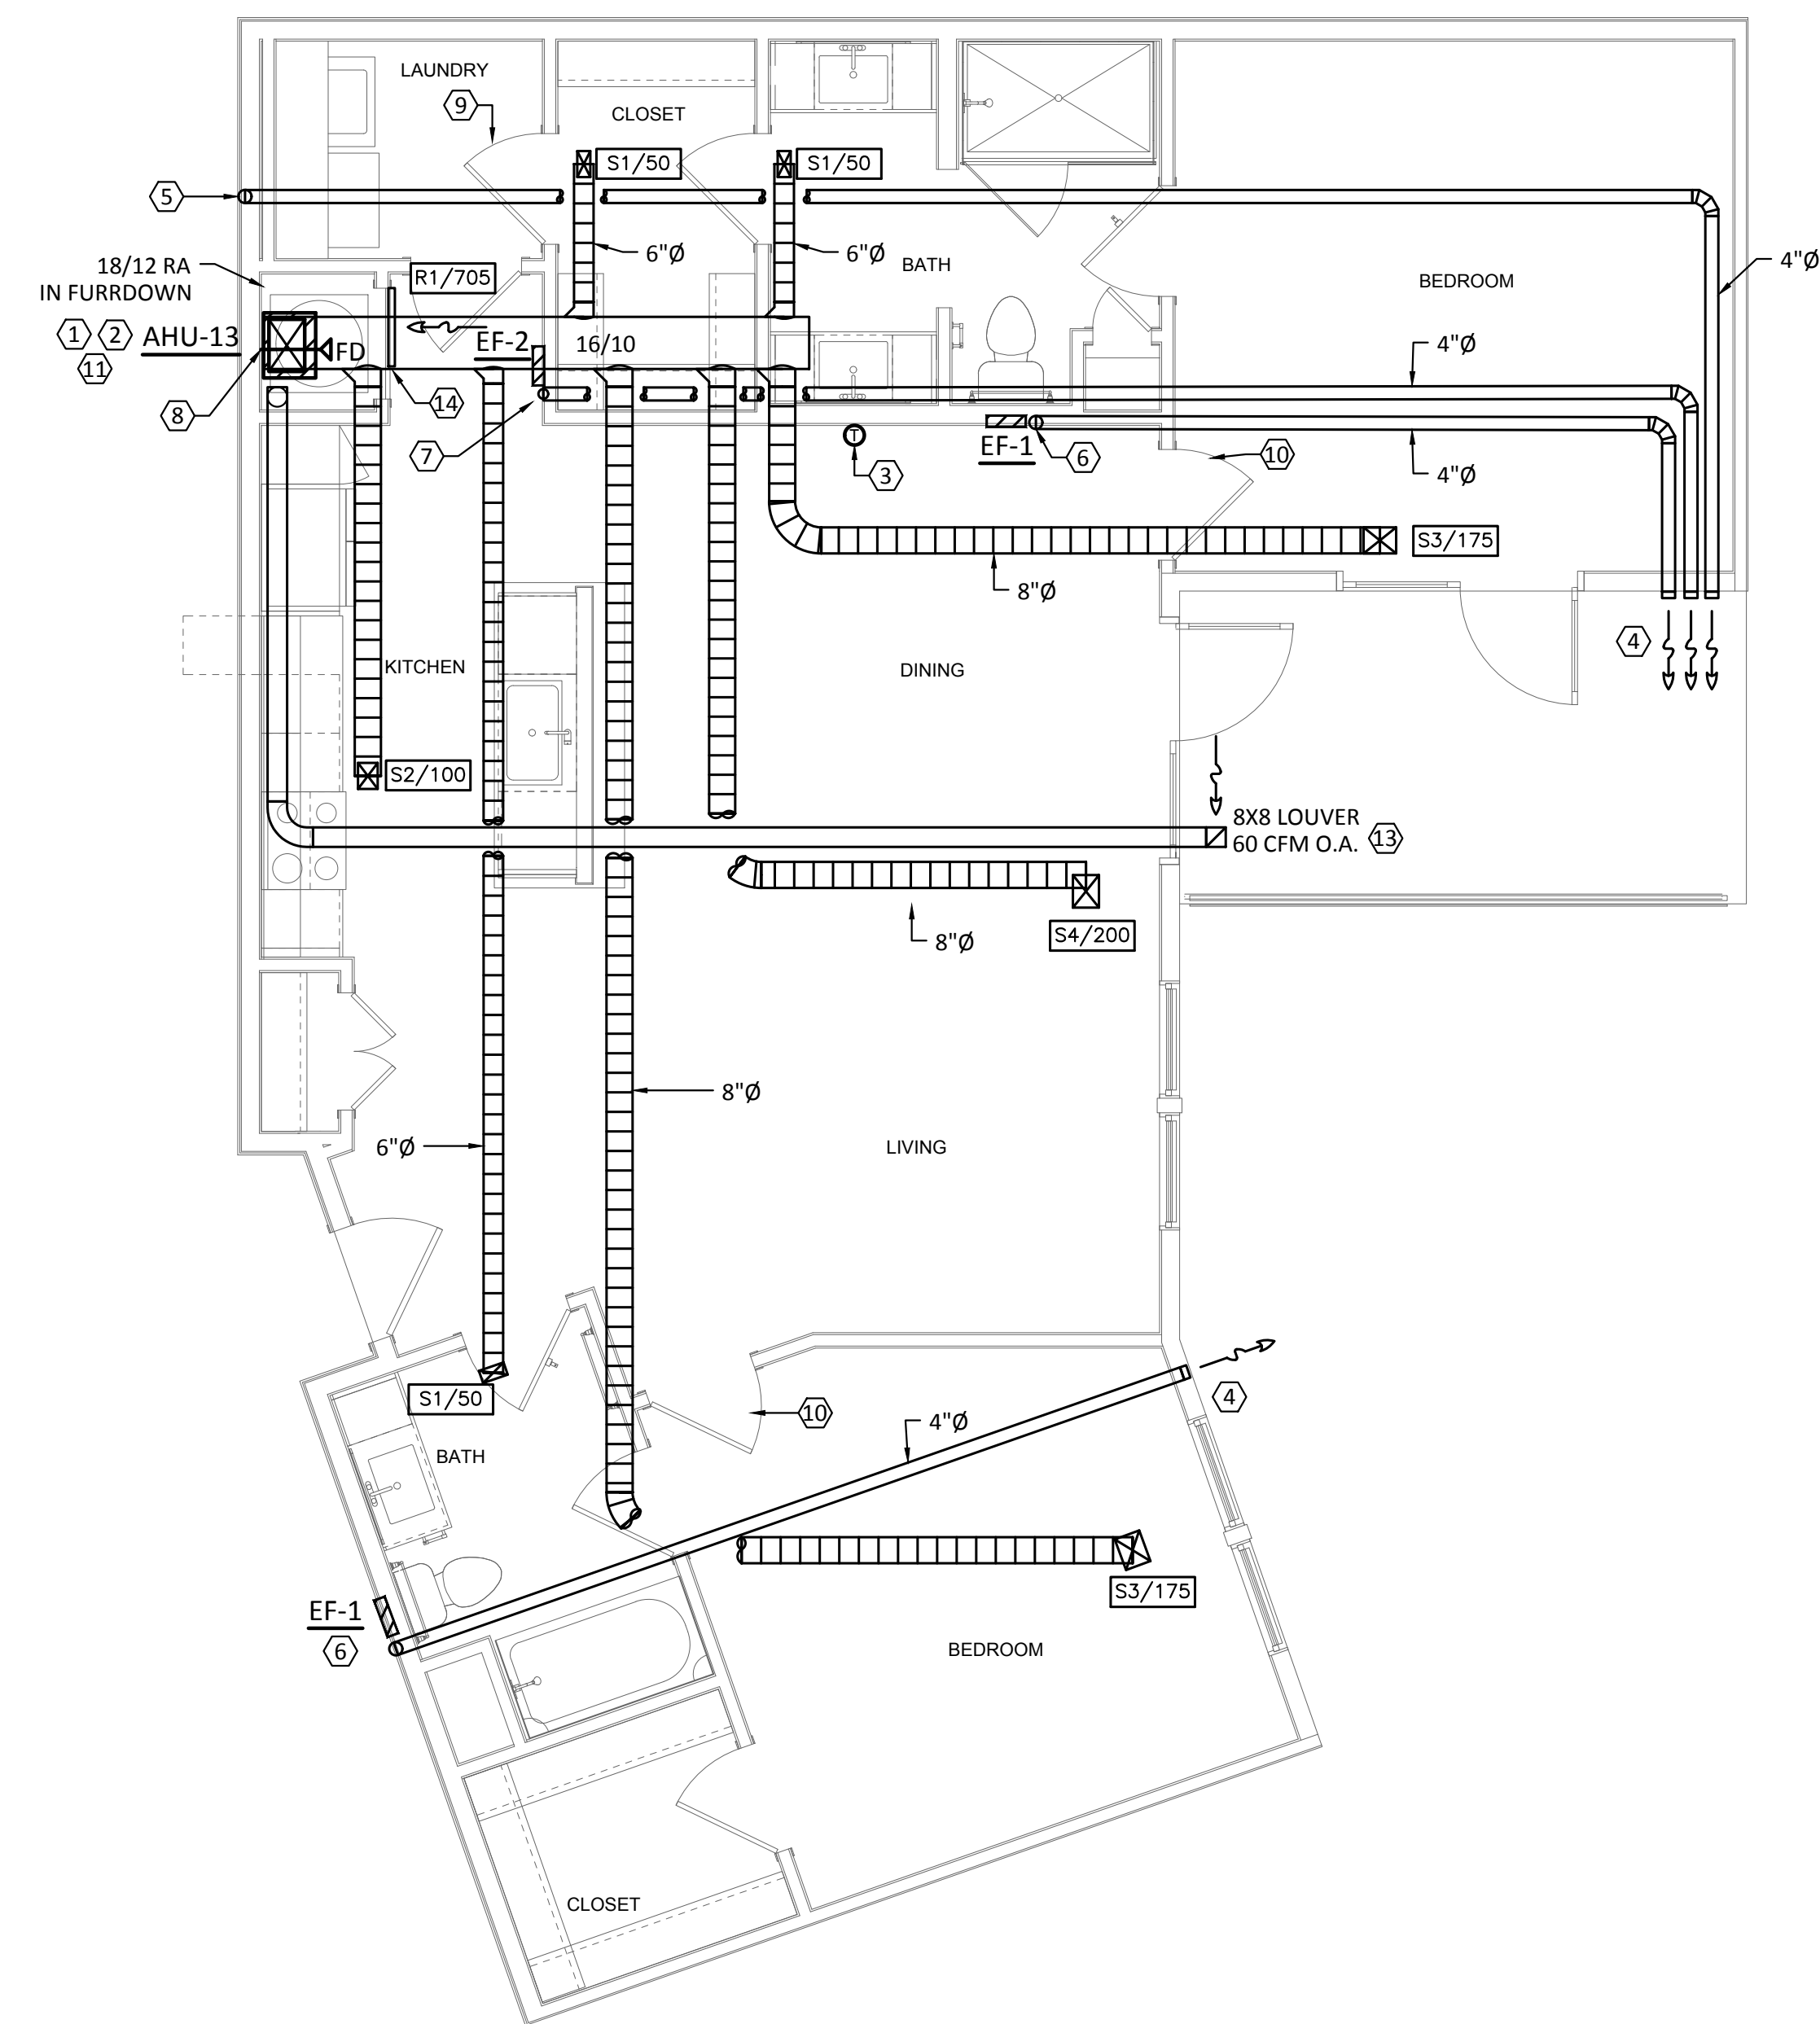 LAUNDRY
9
CLOSET
S1/50
S1/50
5
6"Ø
6"Ø
BATH
4"Ø
18/12 RA
IN FURRDOWN
R1/705
BEDROOM
1
2
AHU-13
11
FD
EF-2
16/10
4"Ø
8
14
7
T
3
EF-1
6
10
4"Ø
S3/175
8"Ø
4
KITCHEN
DINING
S2/100
8X8 LOUVER
60 CFM O.A.
13
S4/200
8"Ø
8"Ø
6"Ø
LIVING
S1/50
4
10
4"Ø
BATH
S3/175
EF-1
6
BEDROOM
CLOSET